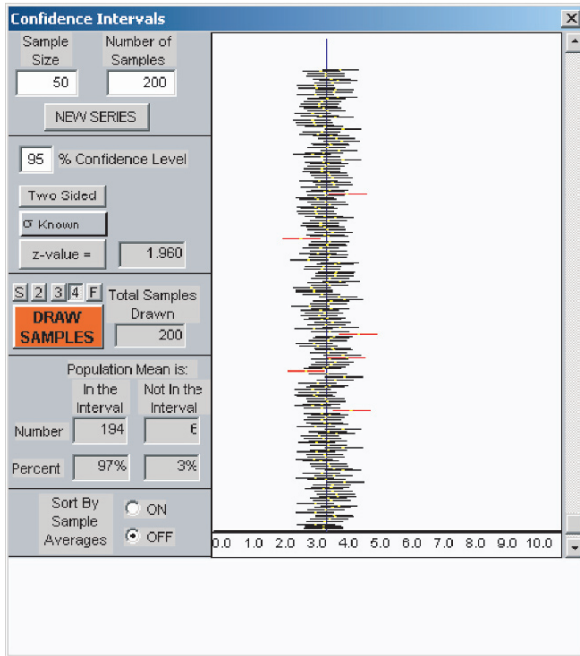 Confidence Intervals
Sample Size
Number of Samples
50
200
NEW SERIES
95 % Confidence Level
Two Sided
σ Known
z-value =
1.960
S 2 3 4 F
Total Samples Drawn
DRAW SAMPLES
200
Population Mean is:
In the Interval
Not In the Interval
Number
194
6
Percent
97%
3%
Sort By Sample Averages
ON
OFF
0.0 1.0 2.0 3.0 4.0 5.0 6.0 7.0 8.0 9.0 10.0